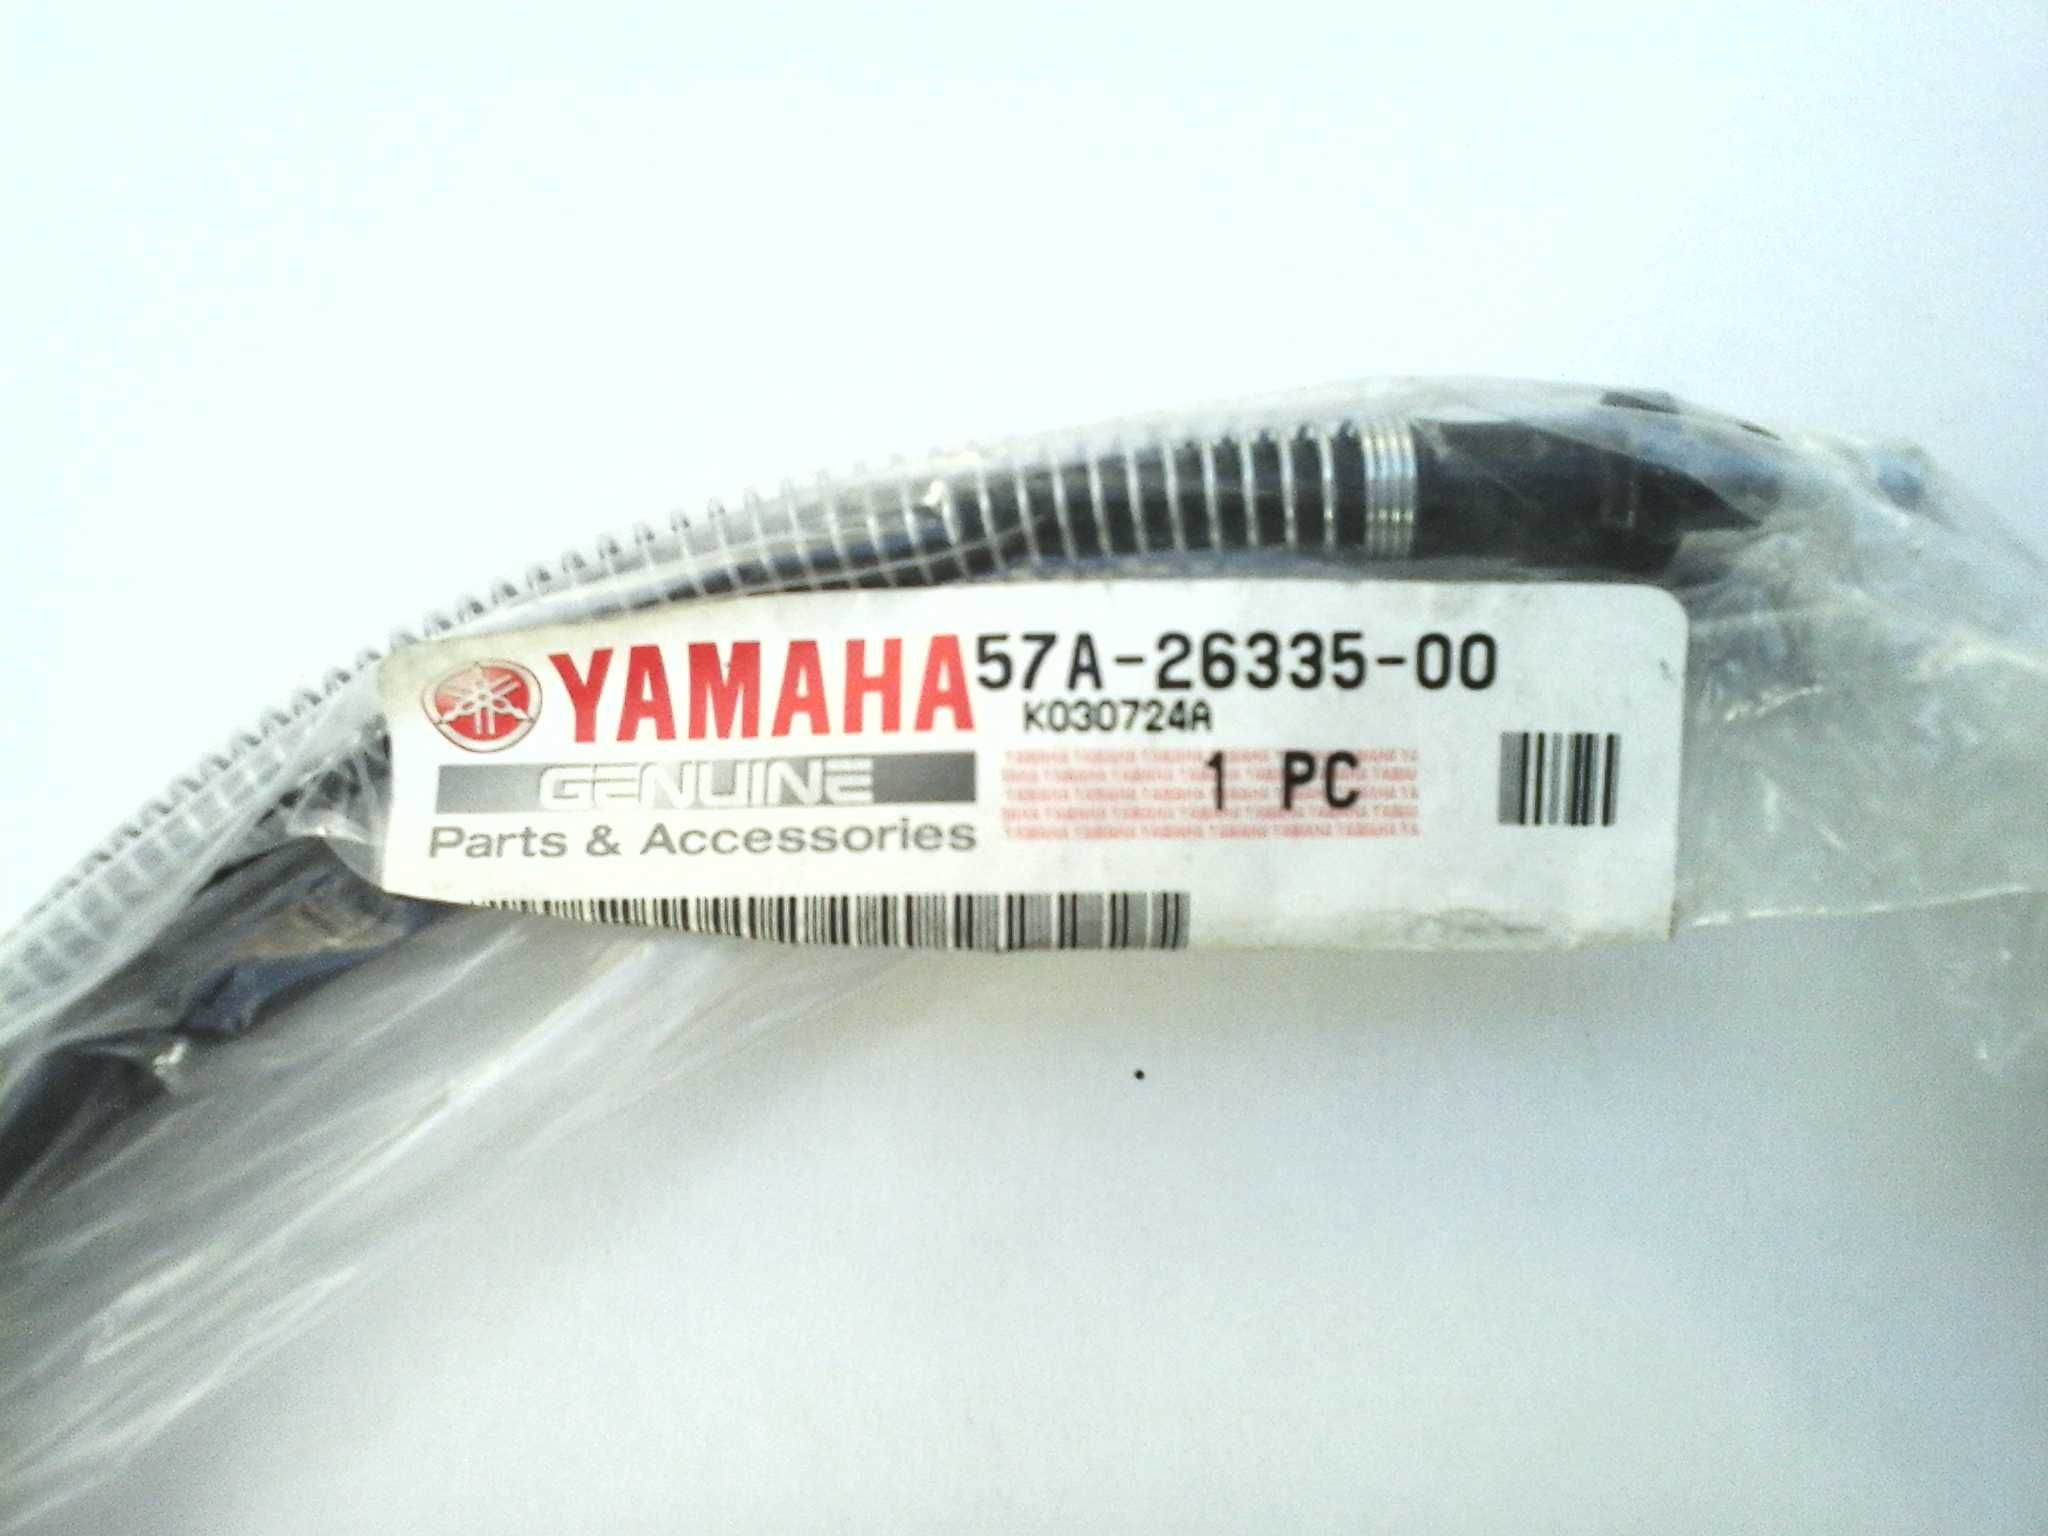 YAMAHA 57A-26335-00
K030724A
GENUINE
1 PC
Parts & Accessories